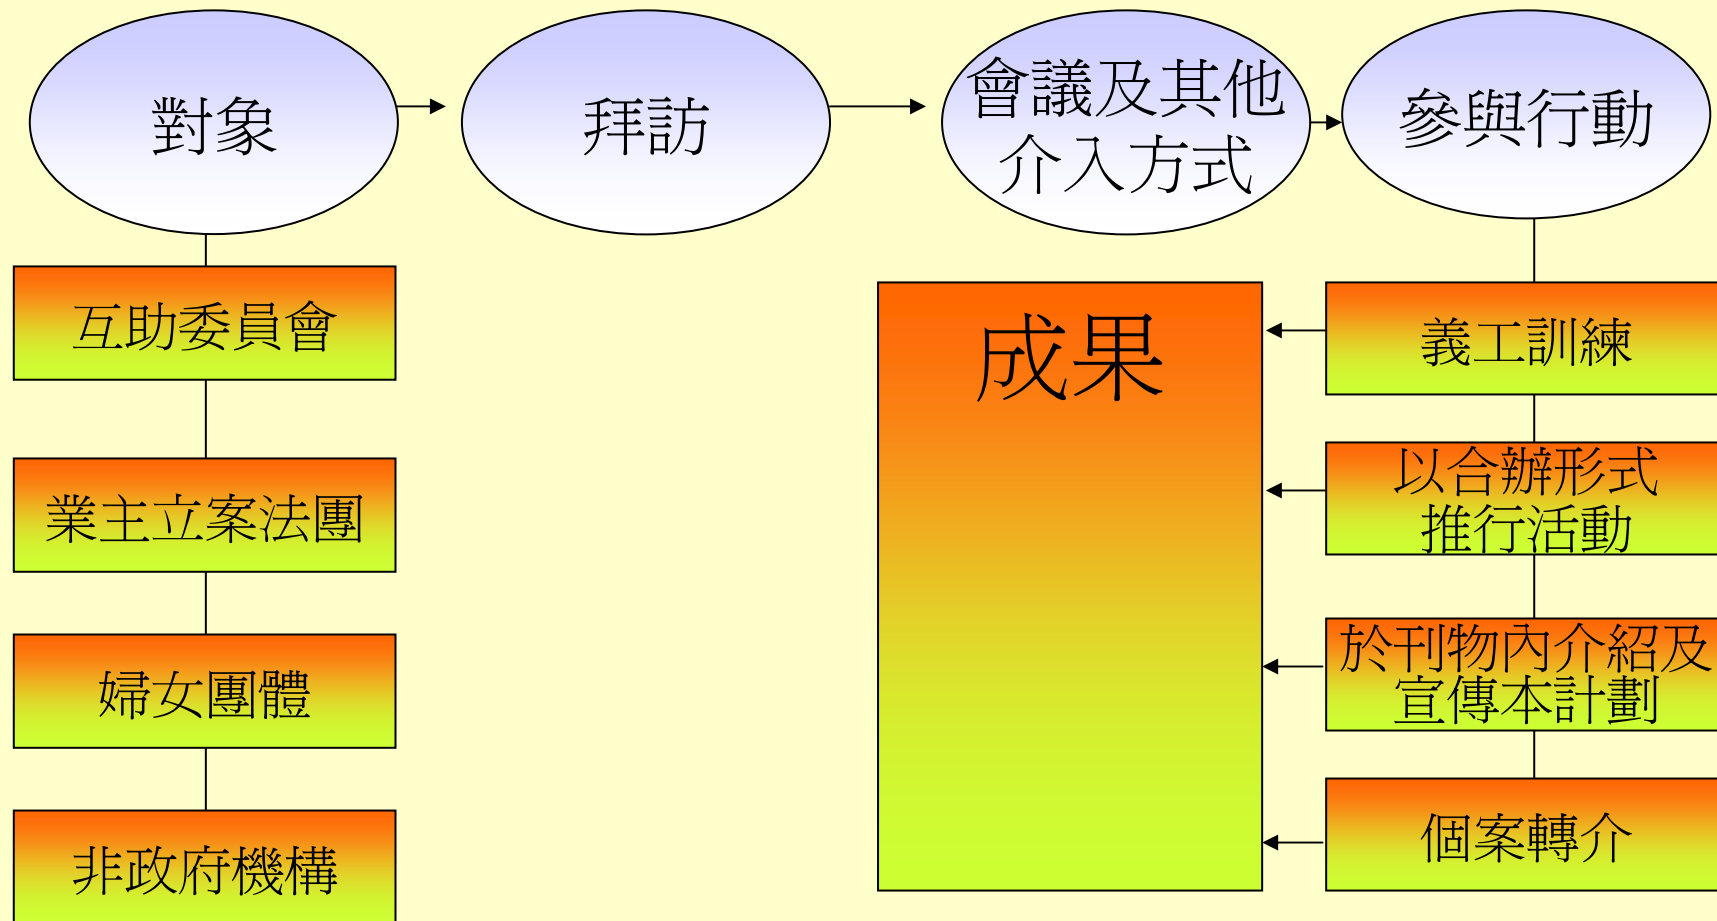 對象
拜訪
會議及其他
介入方式
參與行動
互助委員會
業主立案法團
婦女團體
非政府機構
成果
義工訓練
以合辦形式
推行活動
於刊物內介紹及
宣傳本計劃
個案轉介